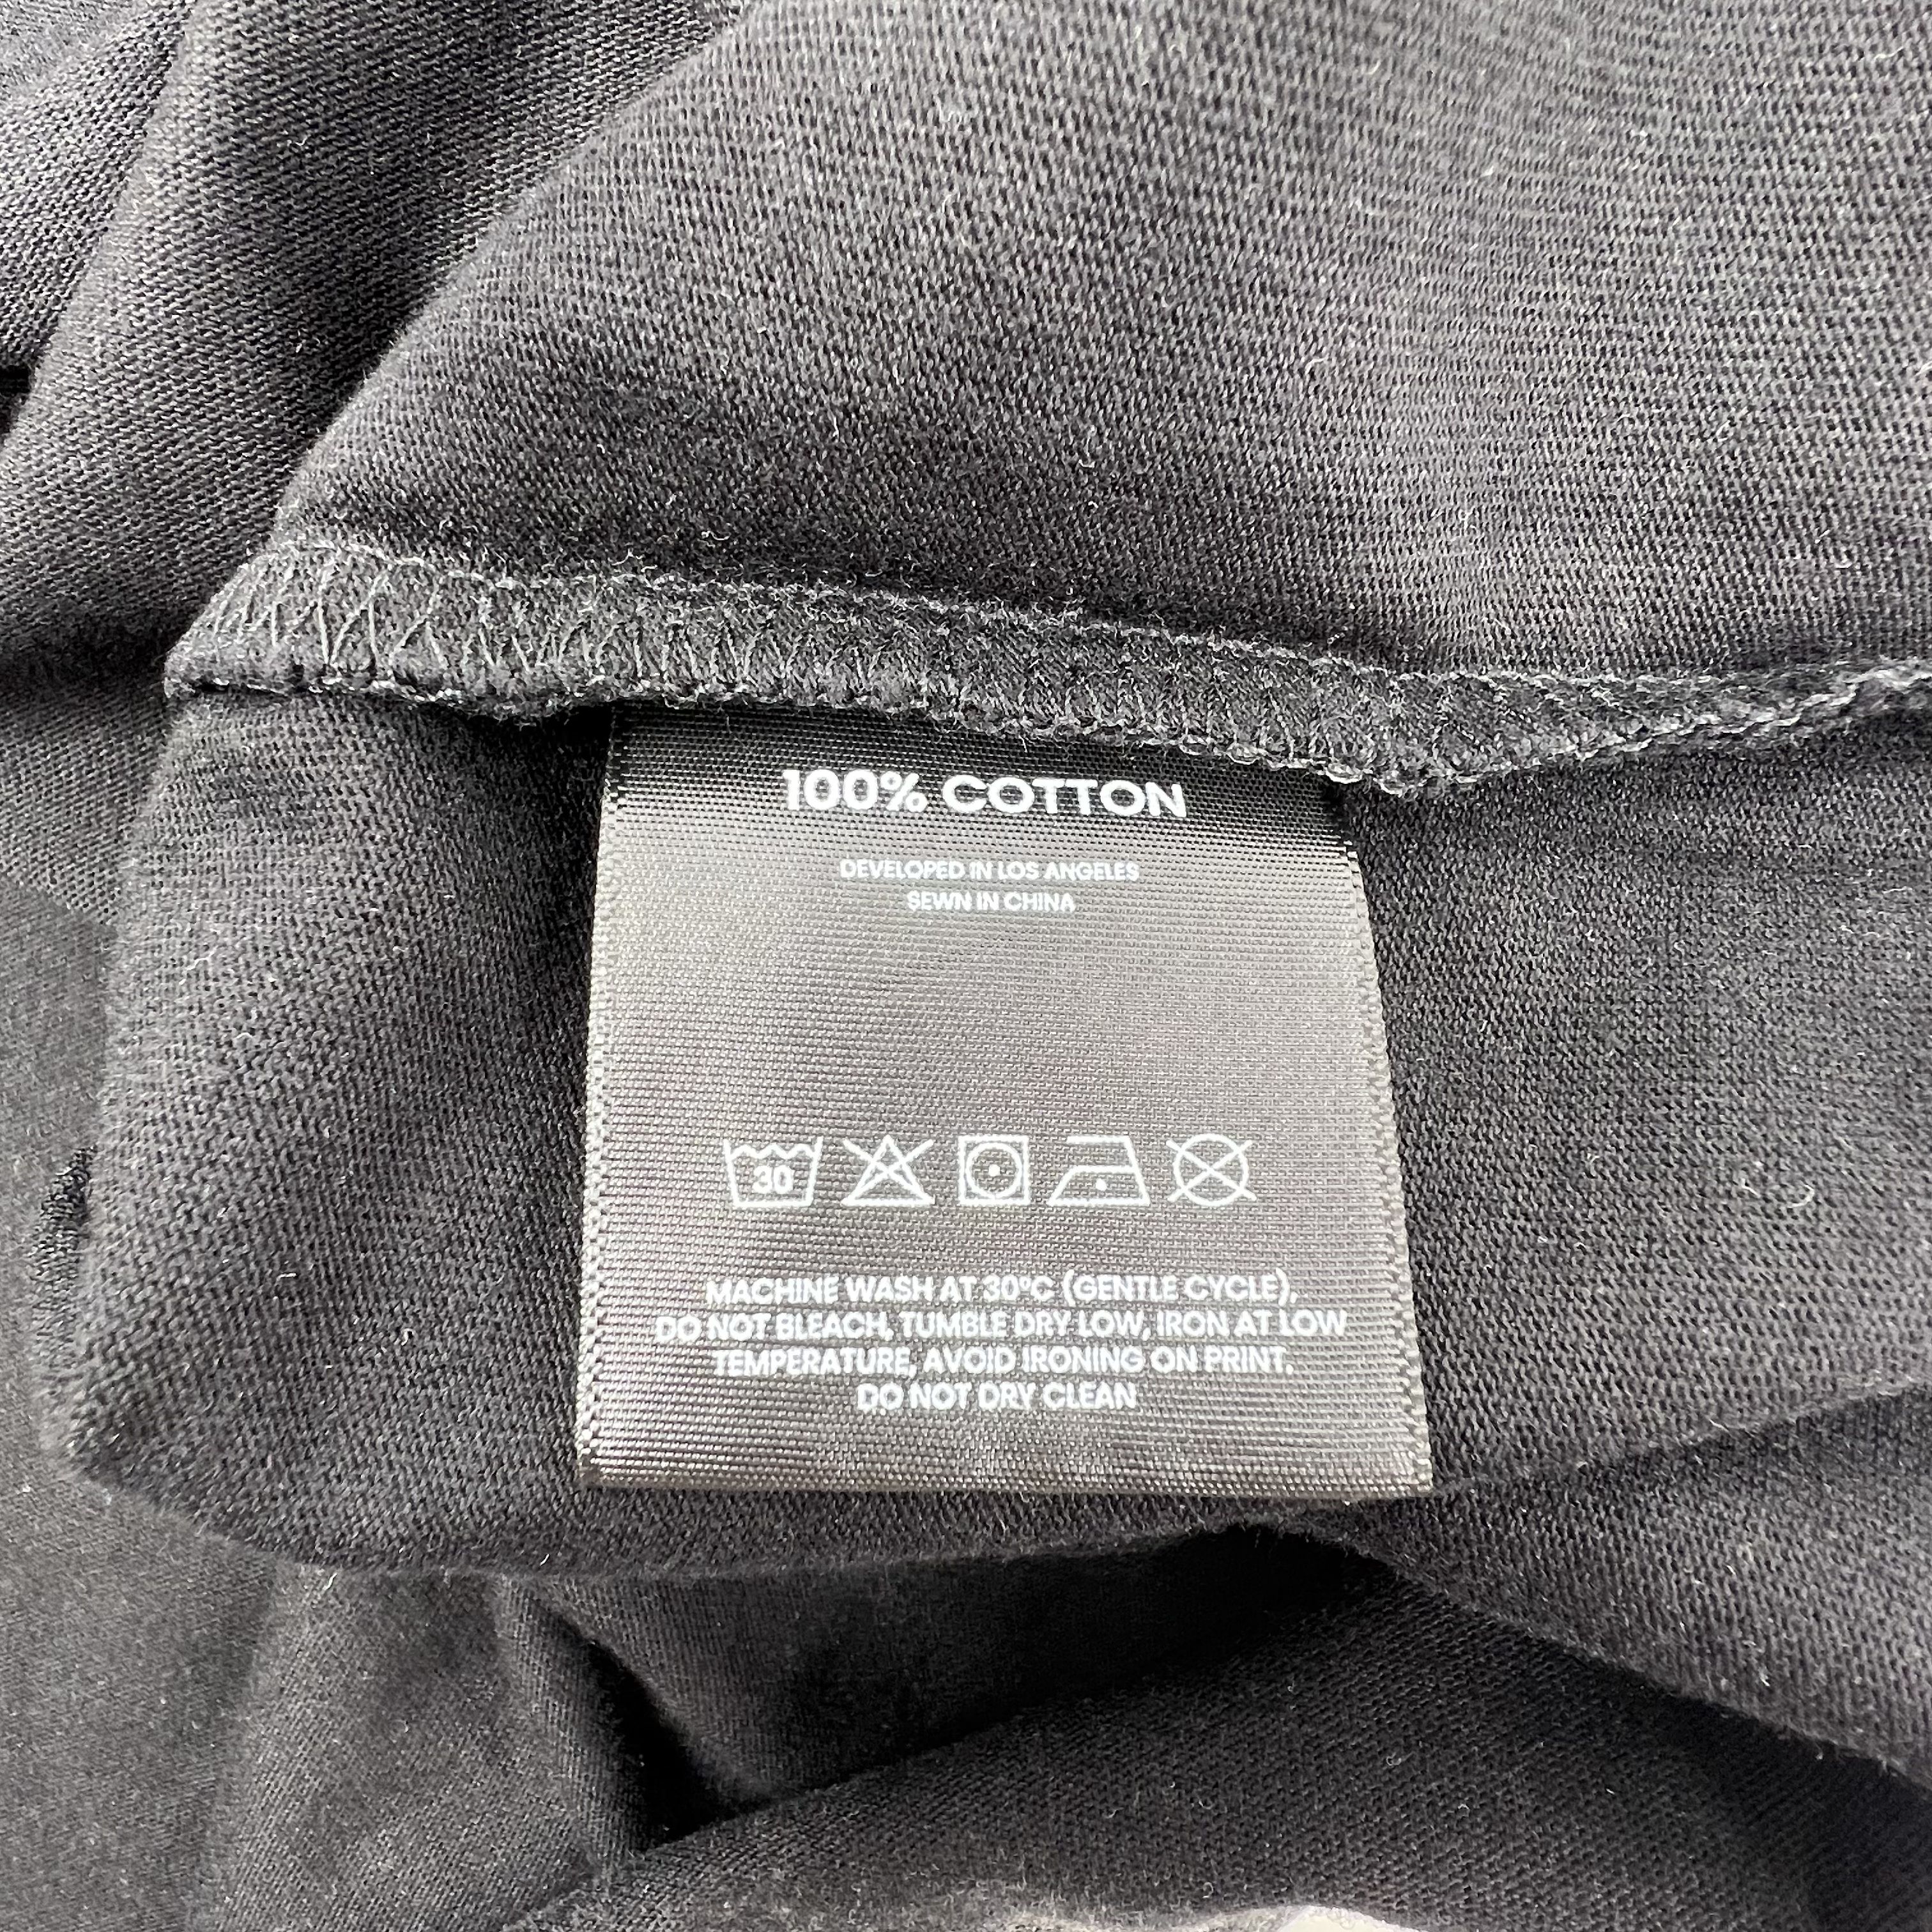 100% COTTON
DEVELOPED IN LOS ANGELES
SEWN IN CHINA
30
MACHINE WASH AT 30ºC (GENTLE CYCLE),
DO NOT BLEACH, TUMBLE DRY LOW, IRON AT LOW
TEMPERATURE, AVOID IRONING ON PRINT.
DO NOT DRY CLEAN